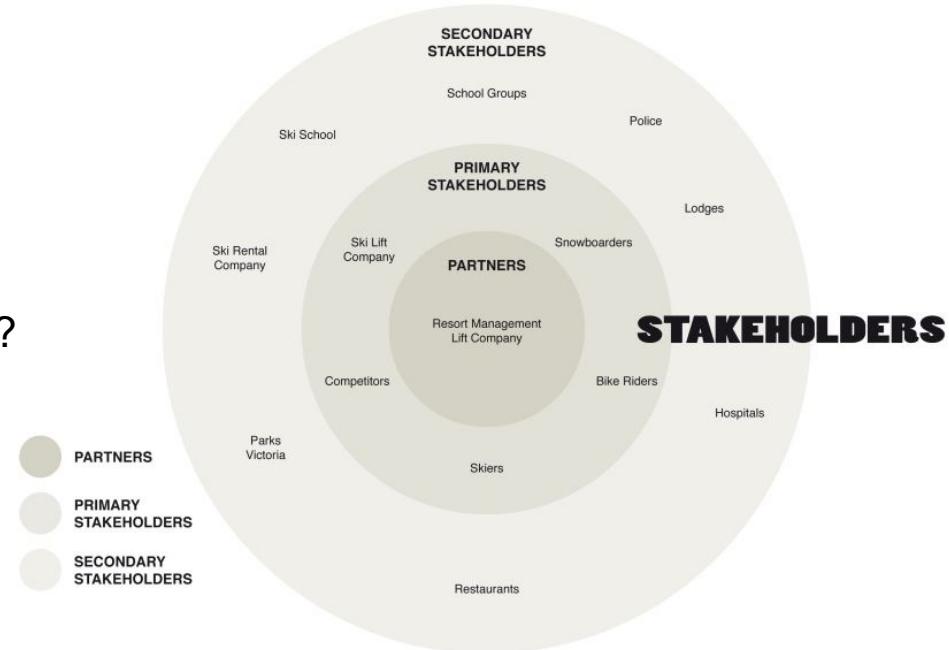 SECONDARY
STAKEHOLDERS
School Groups
Police
Ski School
PRIMARY
STAKEHOLDERS
Lodges
Ski Lift
Company
Snowboarders
Ski Rental
Company
PARTNERS
?
Resort Management
Lift Company
STAKEHOLDERS
Competitors
Bike Riders
Hospitals
Parks
Victoria
Skiers
PARTNERS
PRIMARY
STAKEHOLDERS
SECONDARY
STAKEHOLDERS
Restaurants